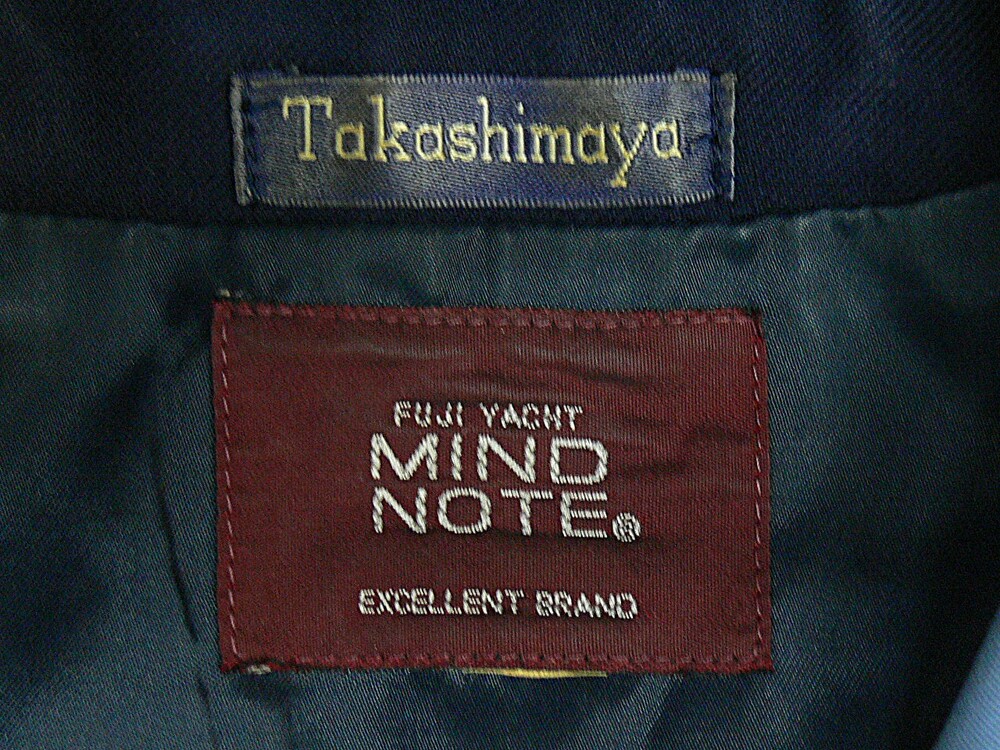 Takashimaya
FUJI YACHT
MIND
NOTE®
EXCELLENT BRAND